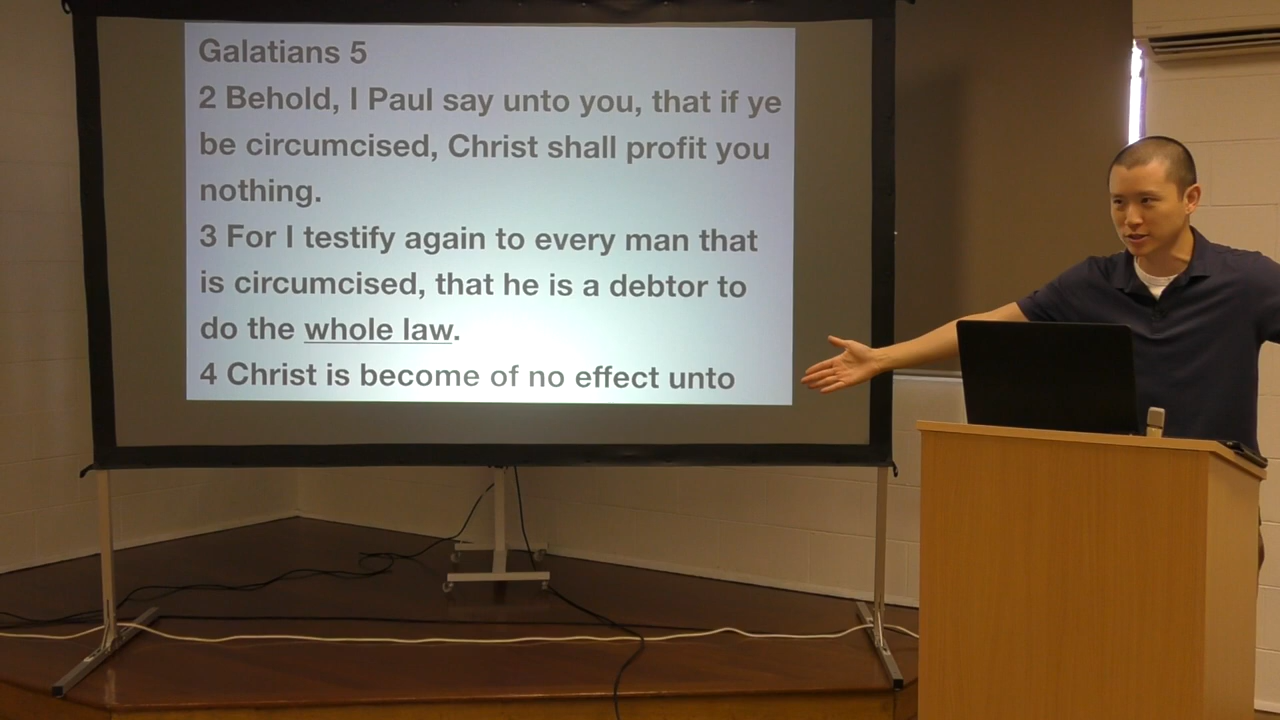 Galatians 5
2 Behold, I Paul say unto you, that if ye
be circumcised, Christ shall profit you
nothing.
3 For I testify again to every man that
is circumcised, that he is a debtor to
do the whole law.
4 Christ is become of no effect unto